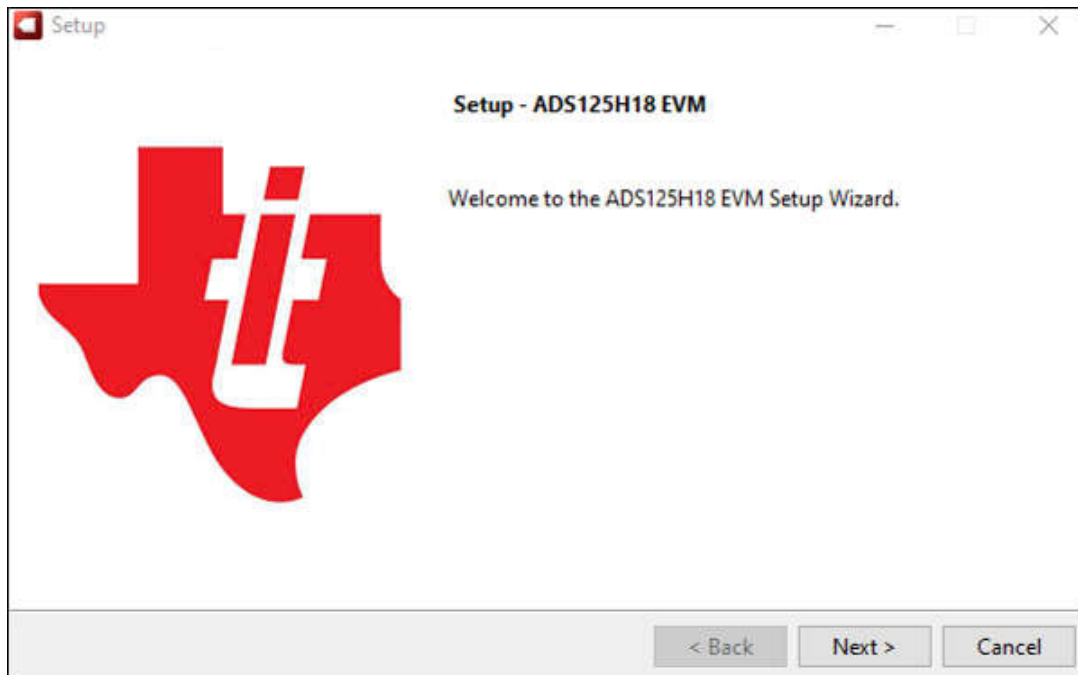 Setup
Setup - ADS125H18 EVM
Welcome to the ADS125H18 EVM Setup Wizard.
< Back
Next >
Cancel